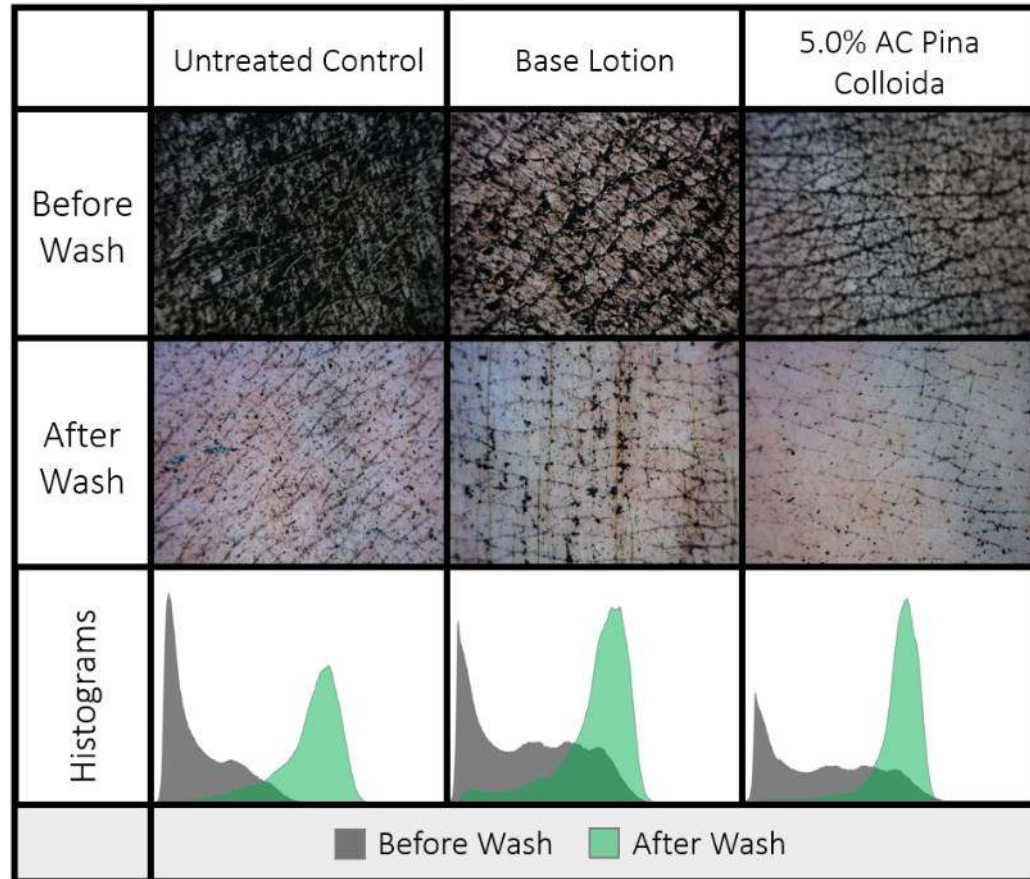 Untreated Control
Base Lotion
5.0% AC Pina
Colloida
Before
Wash
After
Wash
Histograms
Before Wash
After Wash